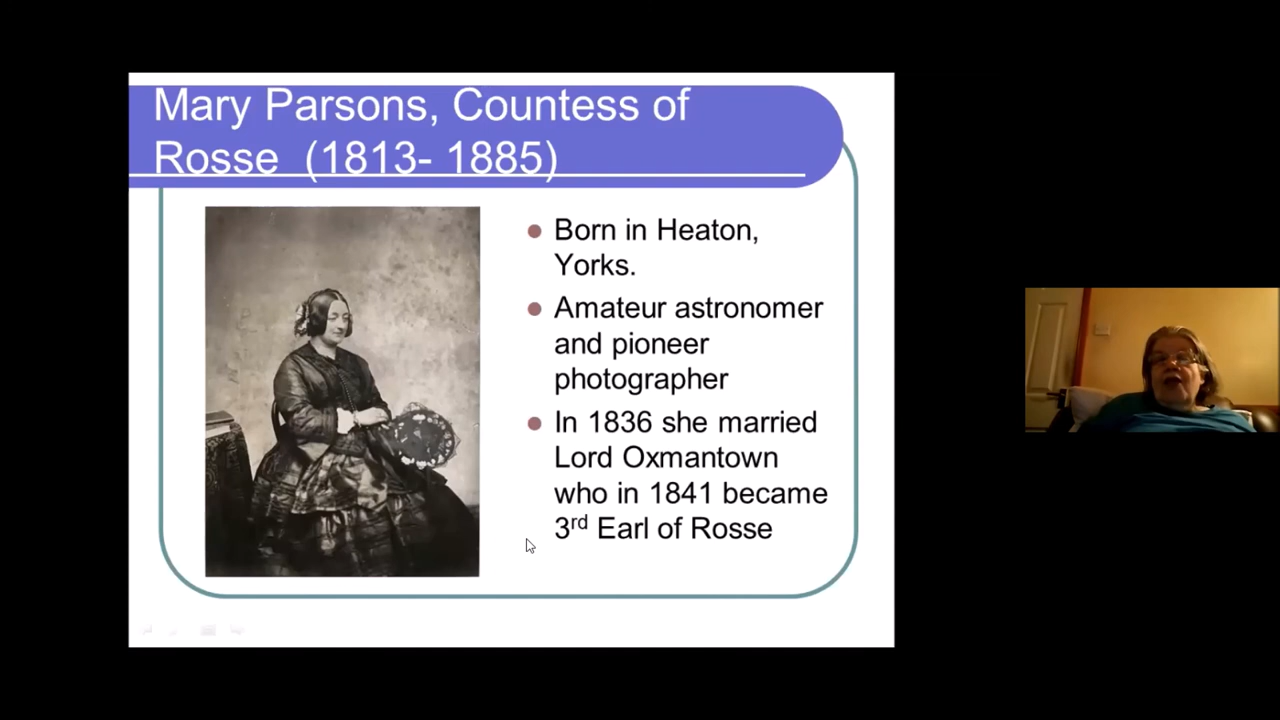 Mary Parsons, Countess of
Rosse (1813- 1885)
Born in Heaton,
Yorks.
Amateur astronomer
and pioneer
photographer
In 1836 she married
Lord Oxmantown
who in 1841 became
3rd Earl of Rosse